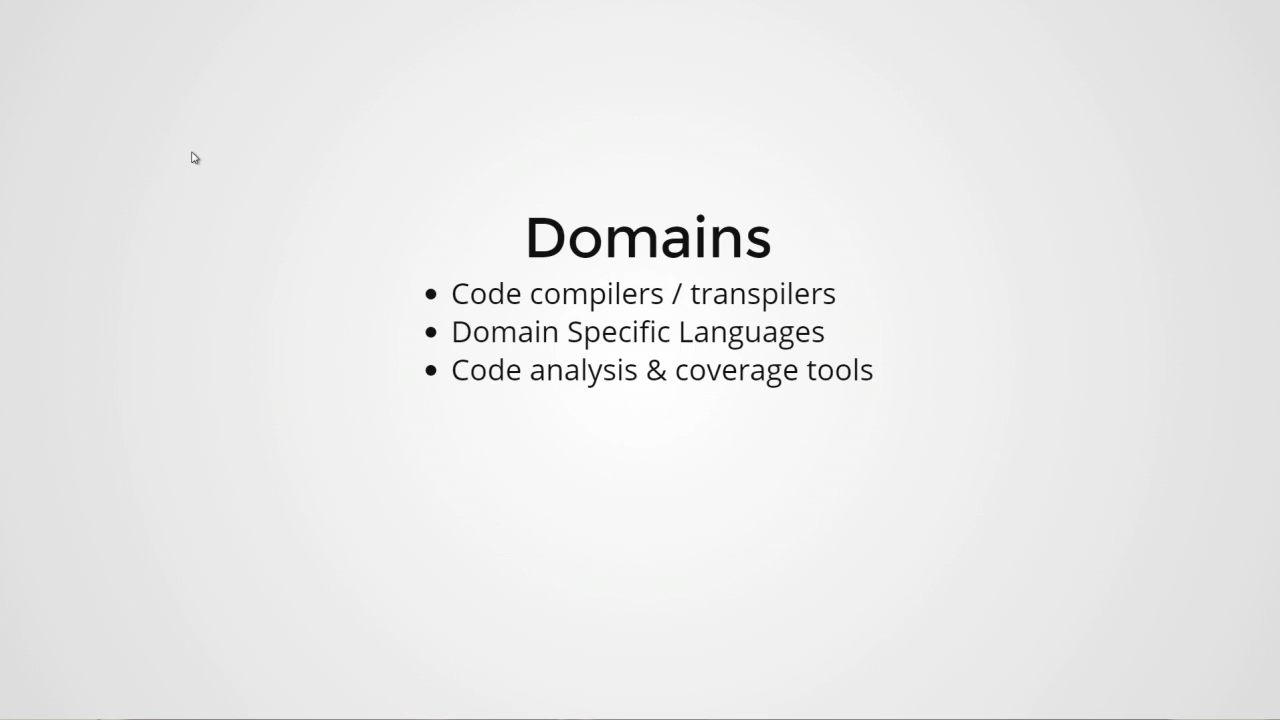 Domains
• Code compilers / transpilers
• Domain Specific Languages
• Code analysis & coverage tools